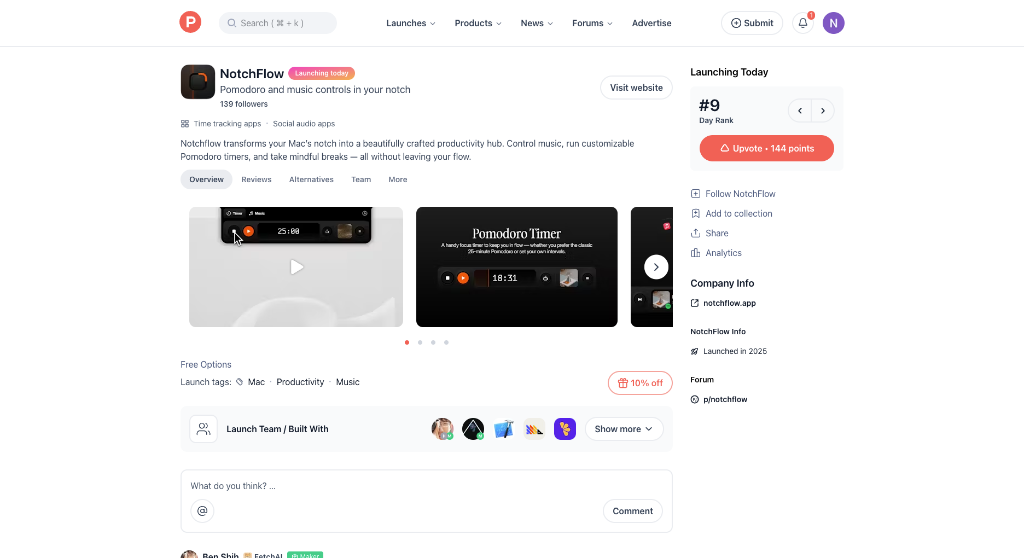 P
Search ( ⌘ + k )
Launches
Products
News
Forums
Advertise
Submit
1
N
NotchFlow
Launching today
Pomodoro and music controls in your notch
139 followers
Visit website
Time tracking apps · Social audio apps
Notchflow transforms your Mac's notch into a beautifully crafted productivity hub. Control music, run customizable
Pomodoro timers, and take mindful breaks — all without leaving your flow.
Overview
Reviews
Alternatives
Team
More
Timer
Music
25:00
Pomodoro Timer
A handy focus timer to keep you in flow — whether you prefer the classic
25-minute Pomodoro or set your own intervals.
18:31
Free Options
Launch tags:
Mac · Productivity · Music
10% off
Launch Team / Built With
Show more
What do you think? ...
@
Comment
Ben Shih
FetchAI
Maker
Launching Today
#9
Day Rank
Upvote • 144 points
Follow NotchFlow
Add to collection
Share
Analytics
Company Info
notchflow.app
NotchFlow Info
Launched in 2025
Forum
p/notchflow